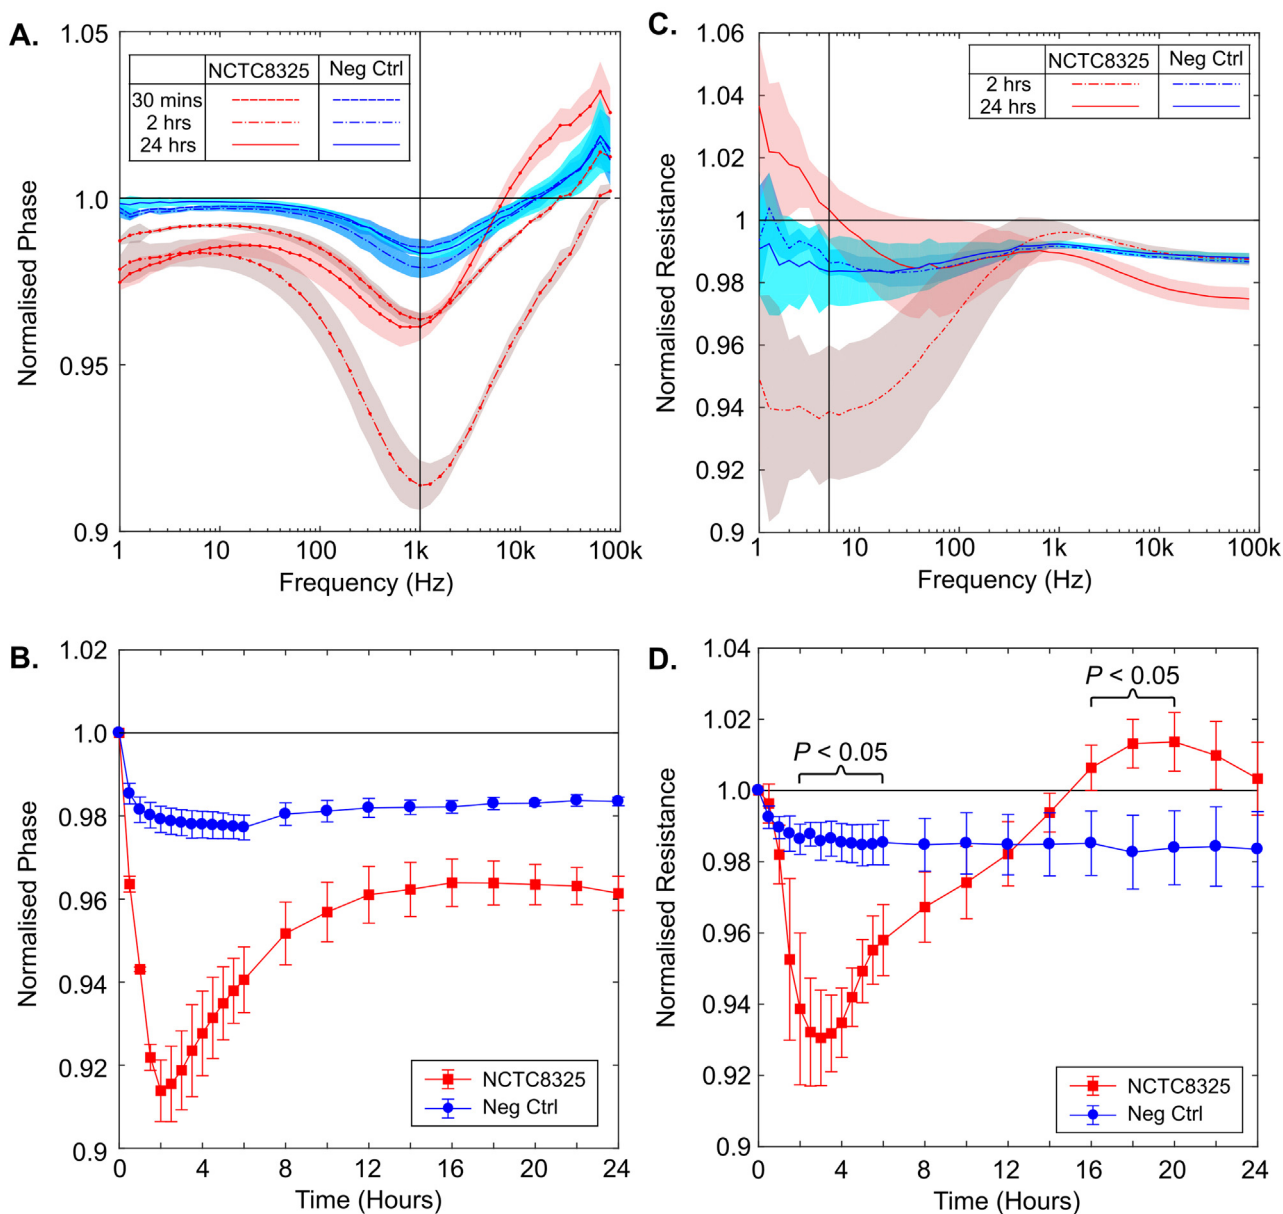 A.
1.05
1.0
0.95
0.9
Normalised Phase
NCTC8325 Neg Ctrl
30 mins
2 hrs
24 hrs
1 10 100 1k 10k 100k
Frequency (Hz)
C.
1.06
1.04
1.02
1
0.98
0.96
0.94
0.92
0.9
Normalised Resistance
NCTC8325 Neg Ctrl
2 hrs
24 hrs
1 10 100 1k 10k 100k
Frequency (Hz)
B.
1.02
1.0
0.98
0.96
0.94
0.92
0.9
Normalised Phase
NCTC8325
Neg Ctrl
0 4 8 12 16 20 24
Time (Hours)
D.
1.04
1.02
1.0
0.98
0.96
0.94
0.92
0.9
Normalised Resistance
P < 0.05
P < 0.05
NCTC8325
Neg Ctrl
0 4 8 12 16 20 24
Time (Hours)